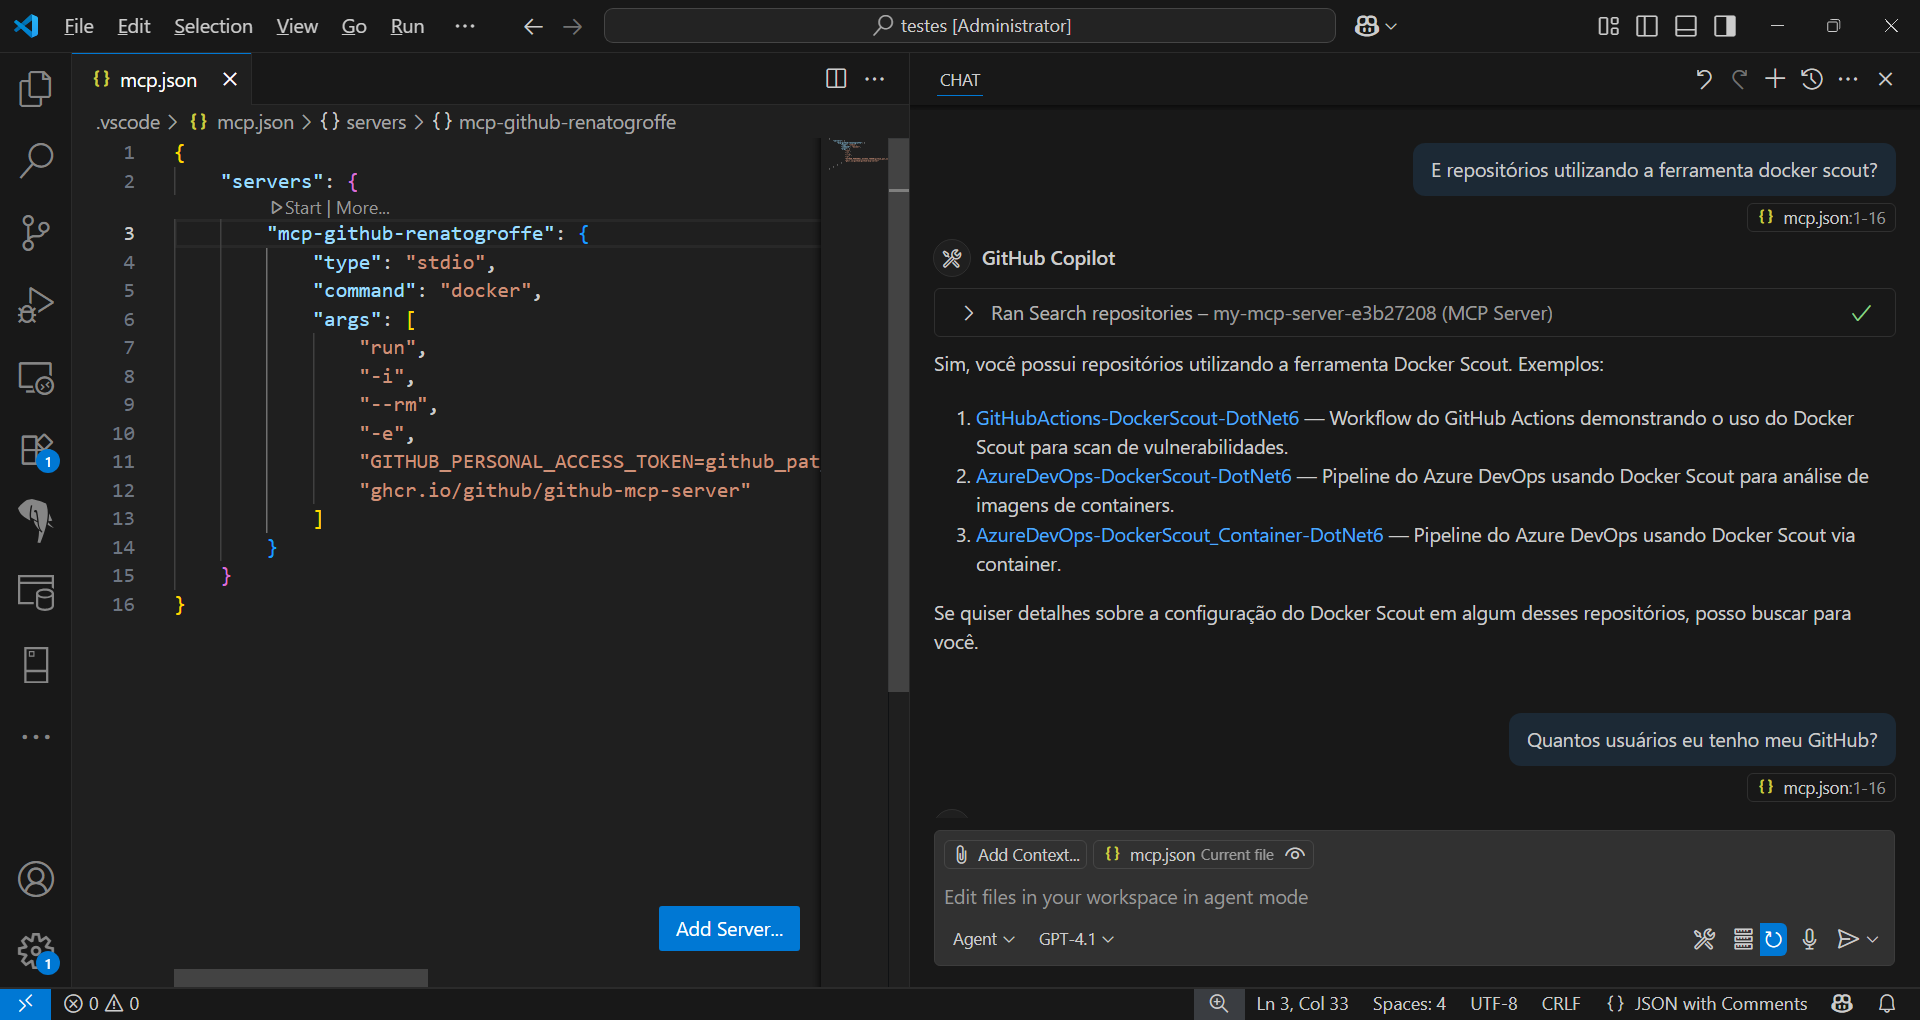 File Edit Selection View Go Run ··· testes [Administrator]
mcp.json
.vscode > {} mcp.json > {} servers > {} mcp-github-renatogroffe
1 {
2 "servers": {
Start | More...
3 "mcp-github-renatogroffe": {
4 "type": "stdio",
5 "command": "docker",
6 "args": [
7 "run",
8 "-i",
9 "--rm",
10 "-e",
11 "GITHUB_PERSONAL_ACCESS_TOKEN=github_pat
12 "ghcr.io/github/github-mcp-server"
13 ]
14 }
15 }
16 }
Add Server...
1
1
CHAT
E repositórios utilizando a ferramenta docker scout?
{} mcp.json:1-16
GitHub Copilot
Ran Search repositories – my-mcp-server-e3b27208 (MCP Server)
Sim, você possui repositórios utilizando a ferramenta Docker Scout. Exemplos:
1. GitHubActions-DockerScout-DotNet6 — Workflow do GitHub Actions demonstrando o uso do Docker
Scout para scan de vulnerabilidades.
2. AzureDevOps-DockerScout-DotNet6 — Pipeline do Azure DevOps usando Docker Scout para análise de
imagens de containers.
3. AzureDevOps-DockerScout_Container-DotNet6 — Pipeline do Azure DevOps usando Docker Scout via
container.
Se quiser detalhes sobre a configuração do Docker Scout em algum desses repositórios, posso buscar para
você.
Quantos usuários eu tenho meu GitHub?
{} mcp.json:1-16
Add Context... {} mcp.json Current file
Edit files in your workspace in agent mode
Agent GPT-4.1
0 0 Ln 3, Col 33 Spaces: 4 UTF-8 CRLF {} JSON with Comments